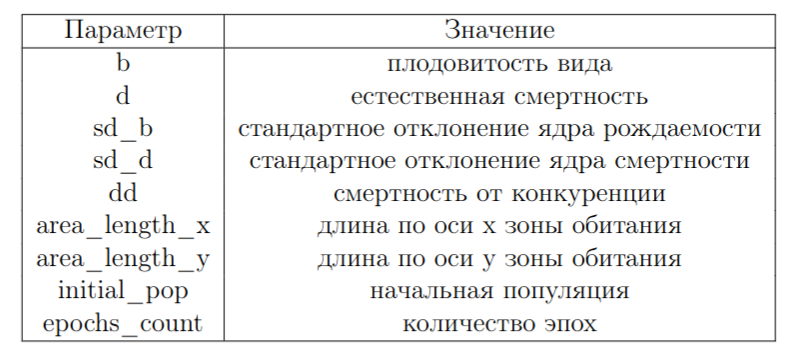 Параметр Значение
b плодовитость вида
d естественная смертность
sd_b стандартное отклонение ядра рождаемости
sd_d стандартное отклонение ядра смертности
dd смертность от конкуренции
area_length_x длина по оси x зоны обитания
area_length_y длина по оси y зоны обитания
initial_pop начальная популяция
epochs_count количество эпох